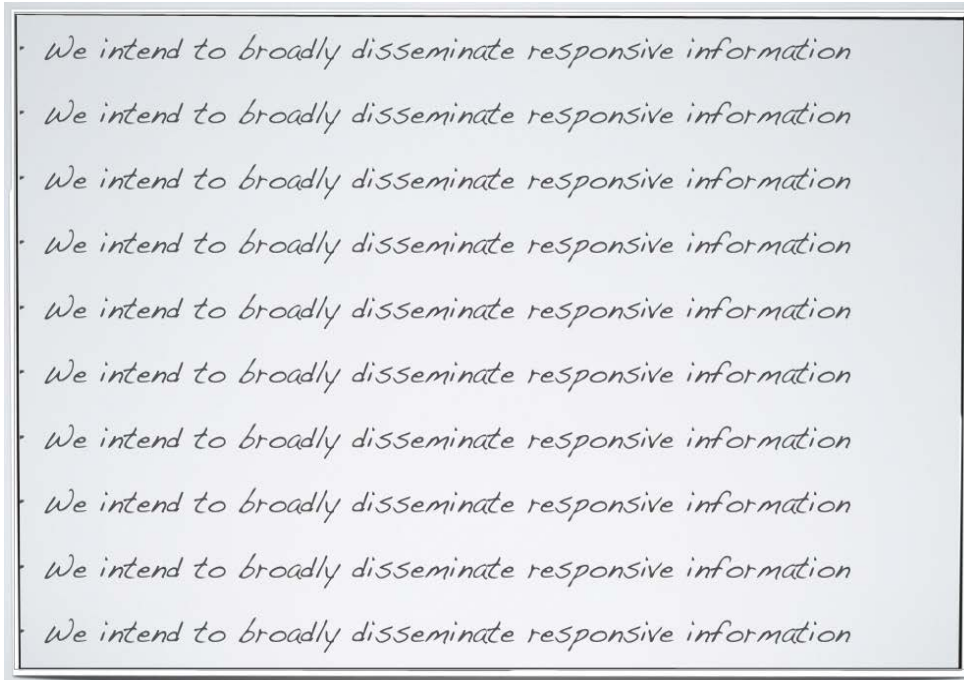 • We intend to broadly disseminate responsive information
• We intend to broadly disseminate responsive information
• We intend to broadly disseminate responsive information
• We intend to broadly disseminate responsive information
• We intend to broadly disseminate responsive information
• We intend to broadly disseminate responsive information
• We intend to broadly disseminate responsive information
• We intend to broadly disseminate responsive information
• We intend to broadly disseminate responsive information
• We intend to broadly disseminate responsive information